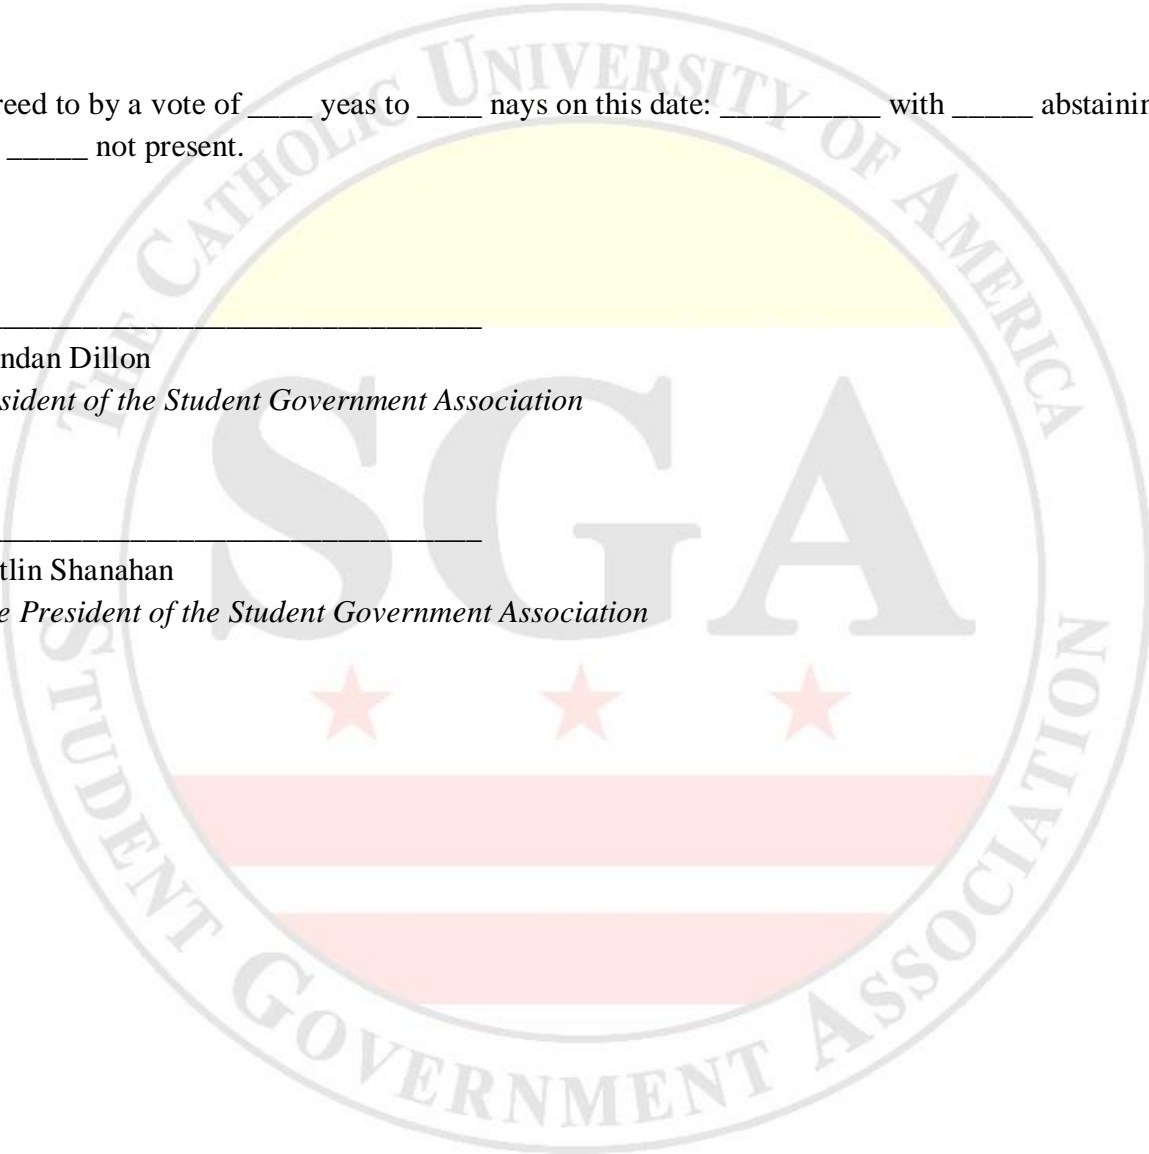 reed to by a vote of ____ yeas to ____ nays on this date: __________ with _____ abstainin
_____ not present.
ndan Dillon
sident of the Student Government Association
tlin Shanahan
e President of the Student Government Association
THE CATHOLIC UNIVERSITY OF AMERICA
SGA
STUDENT GOVERNMENT ASSOCIATION